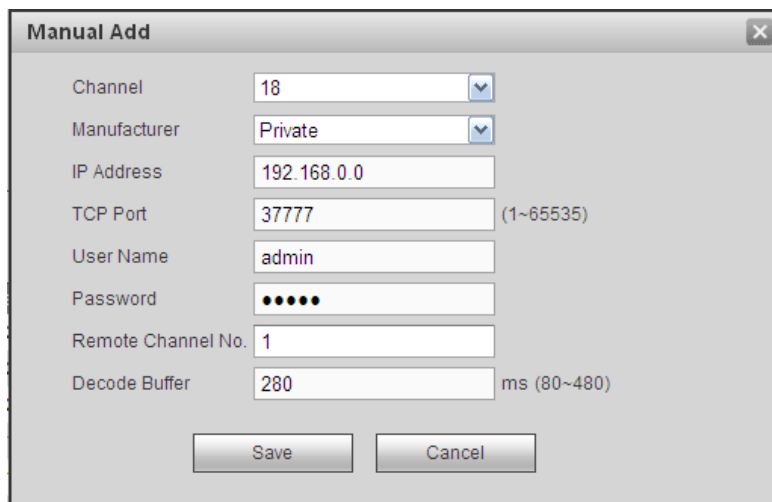 Manual Add
Channel 18
Manufacturer Private
IP Address 192.168.0.0
TCP Port 37777 (1~65535)
User Name admin
Password •••••
Remote Channel No. 1
Decode Buffer 280 ms (80~480)
Save Cancel